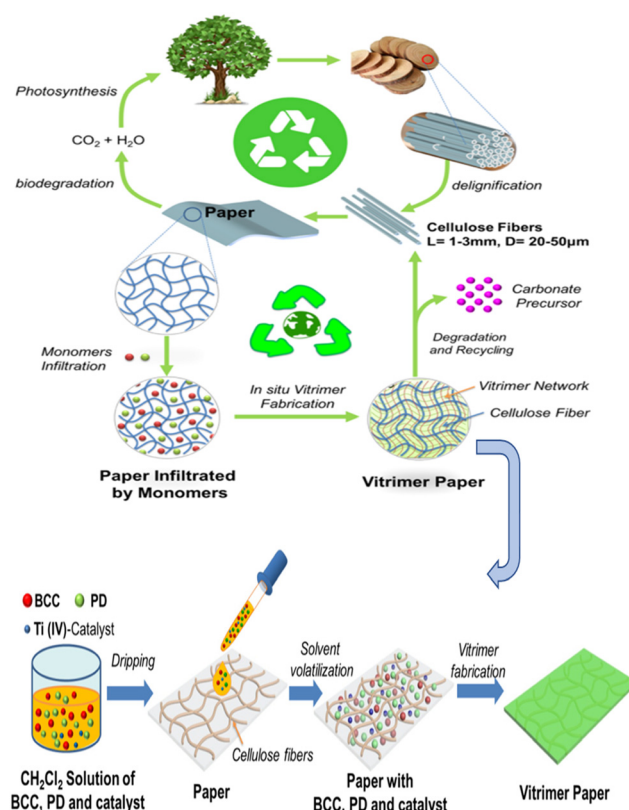 Photosynthesis
CO₂ + H₂O
biodegradation
delignification
Paper
Cellulose Fibers
L= 1-3mm, D= 20-50μm
Carbonate
Precursor
Degradation
and Recycling
Monomers
Infiltration
In situ Vitrimer
Fabrication
Vitrimer Network
Cellulose Fiber
Paper Infiltrated
by Monomers
Vitrimer Paper
BCC PD
Ti (IV)-Catalyst
Dripping
Solvent
volatilization
Vitrimer
fabrication
Cellulose fibers
CH₂Cl₂ Solution of
BCC, PD and catalyst
Paper
Paper with
BCC, PD and catalyst
Vitrimer Paper